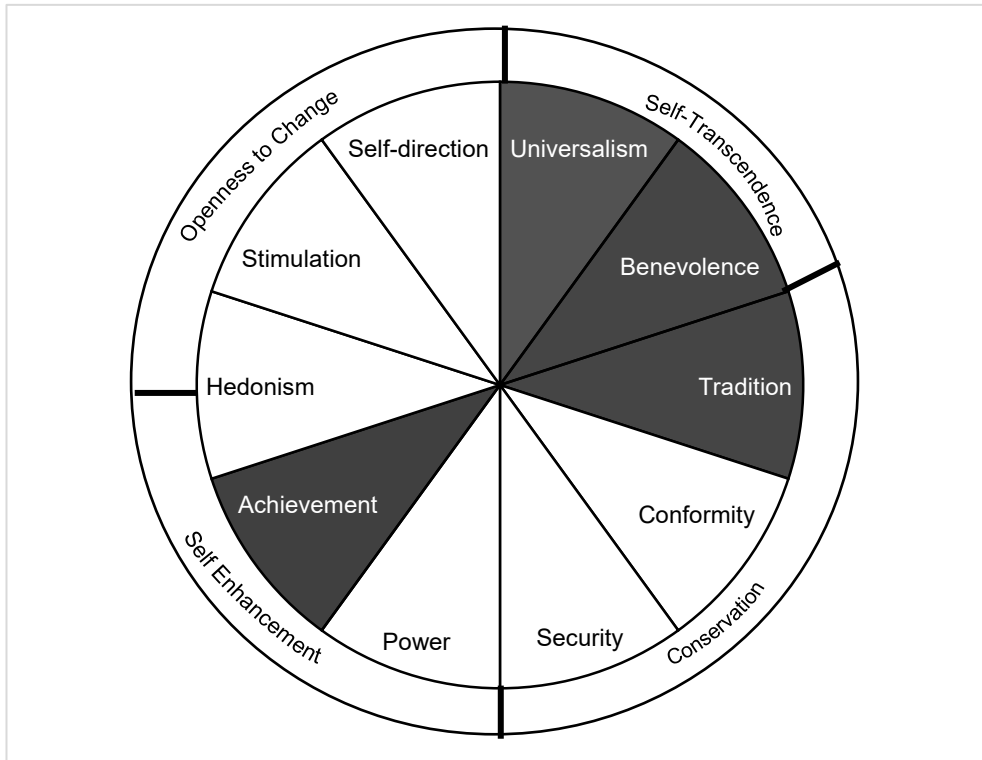 Openness to Change
Self-Transcendence
Self-direction
Universalism
Stimulation
Benevolence
Hedonism
Tradition
Achievement
Conformity
Self Enhancement
Conservation
Power
Security